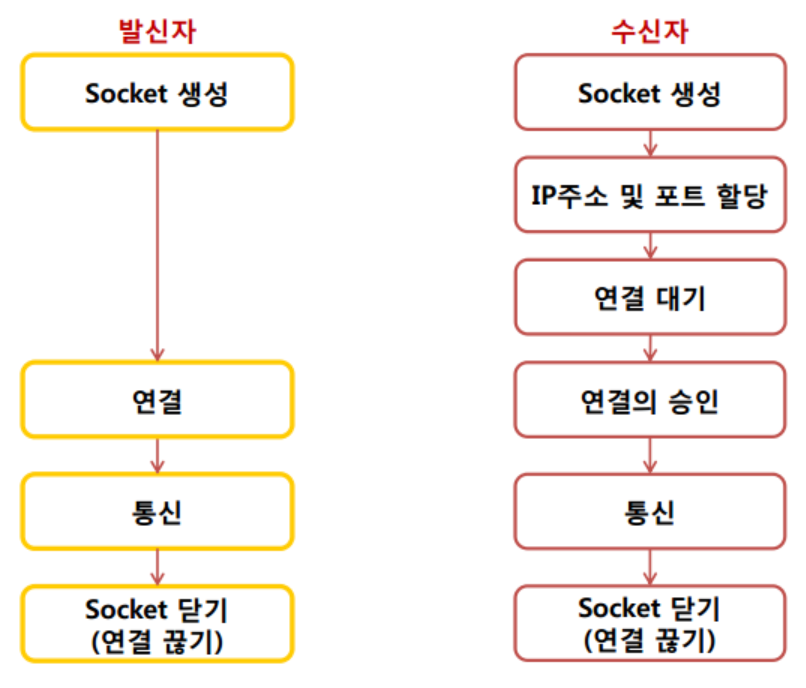 발신자
Socket 생성
연결
통신
Socket 닫기
(연결 끊기)
수신자
Socket 생성
IP주소 및 포트 할당
연결 대기
연결의 승인
통신
Socket 닫기
(연결 끊기)